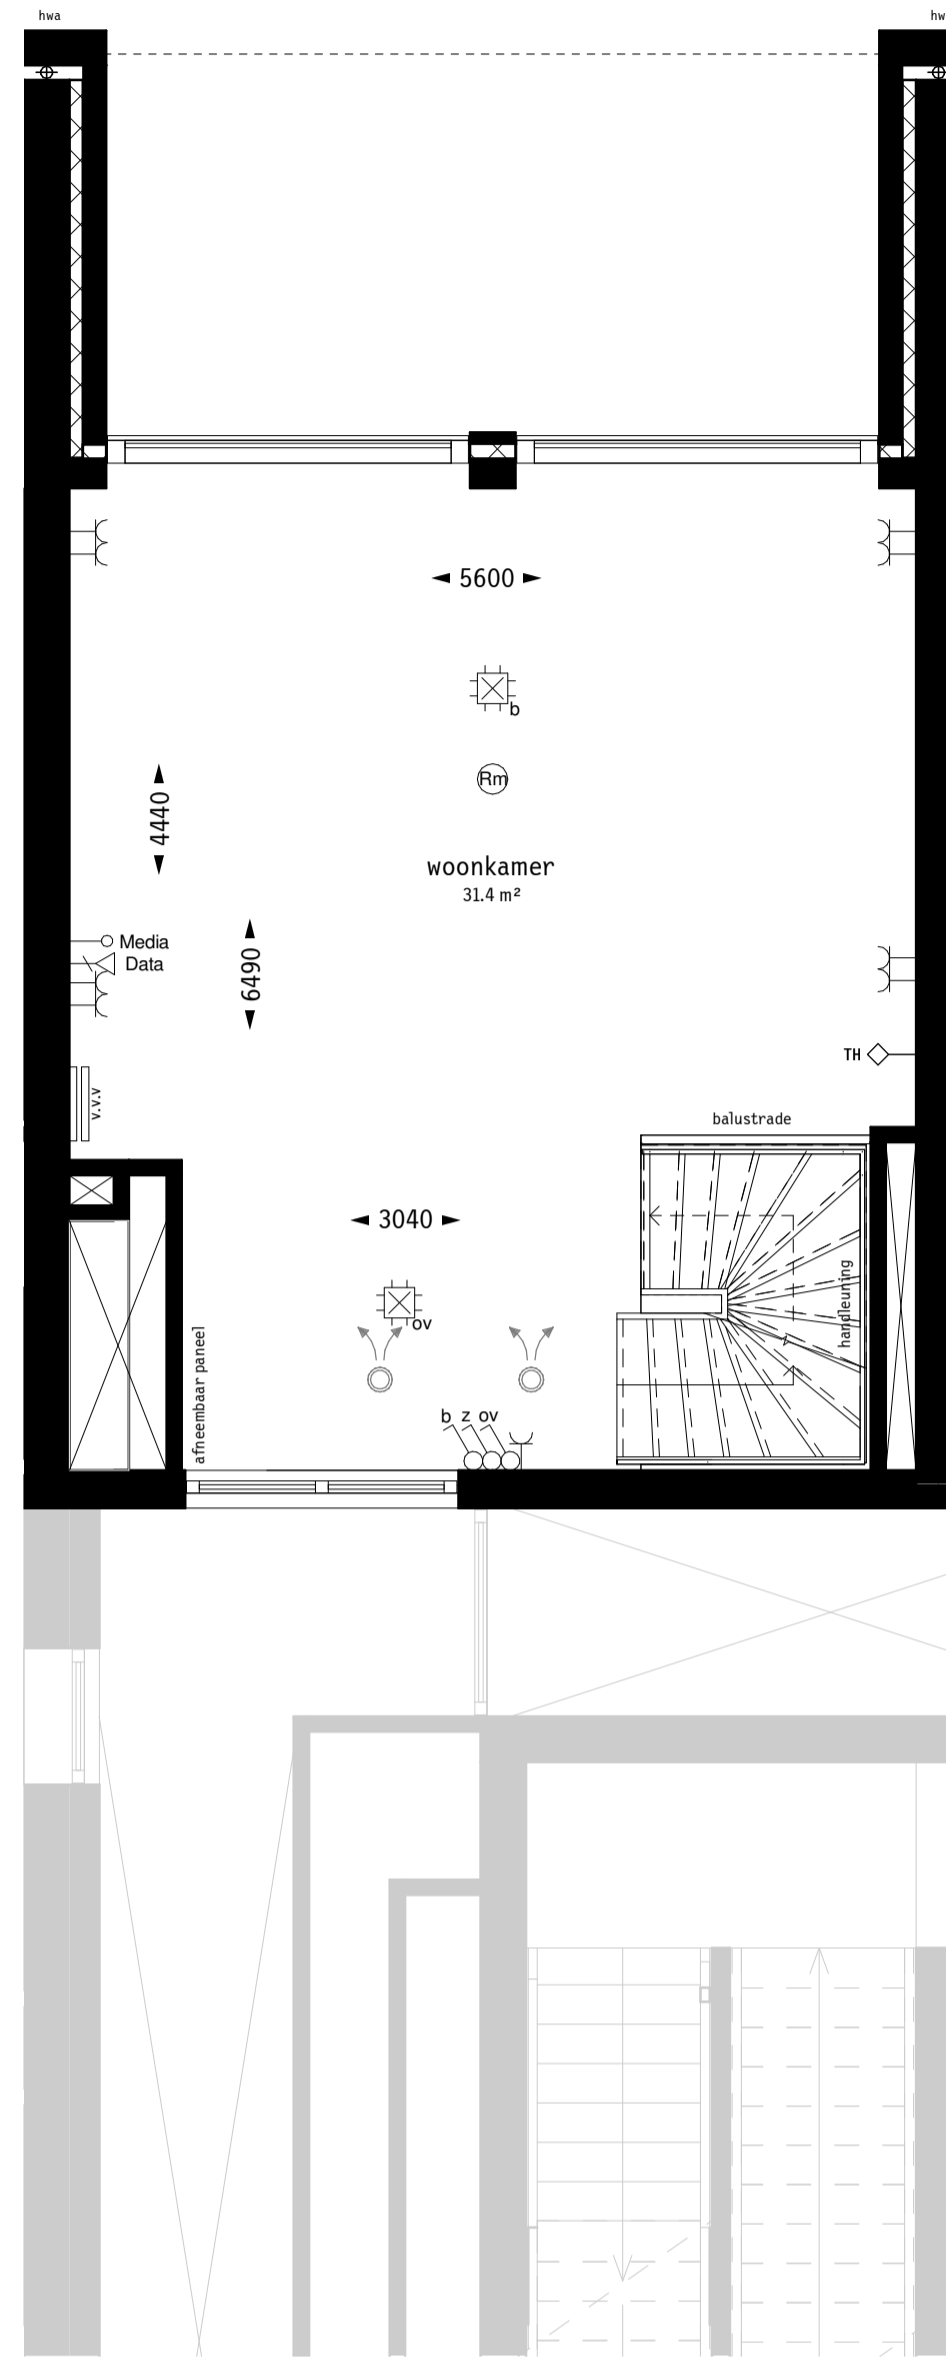 hwa
hw
5600
b
Rm
4440
woonkamer
31.4 m²
Media
Data
6490
TH
v.v.v
balustrade
3040
ov
handleuning
afneembaar paneel
b z ov